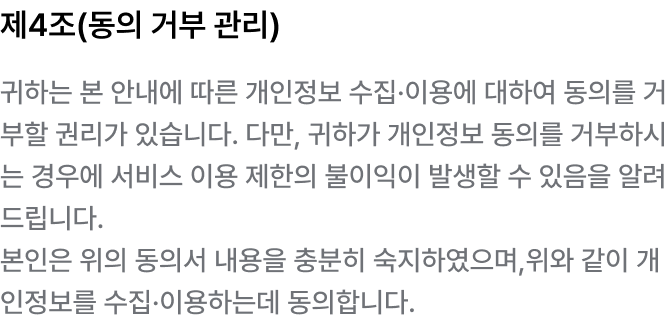 제4조(동의 거부 관리)
귀하는 본 안내에 따른 개인정보 수집·이용에 대하여 동의를 거
부할 권리가 있습니다. 다만, 귀하가 개인정보 동의를 거부하시
는 경우에 서비스 이용 제한의 불이익이 발생할 수 있음을 알려
드립니다.
본인은 위의 동의서 내용을 충분히 숙지하였으며,위와 같이 개
인정보를 수집·이용하는데 동의합니다.